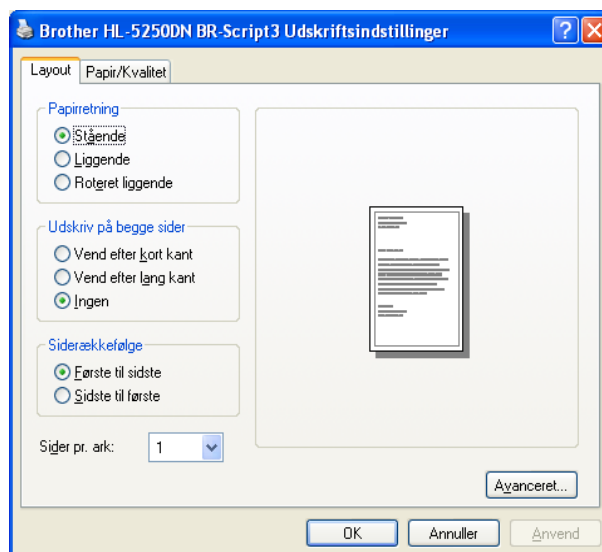 Brother HL-5250DN BR-Script3 Udskriftsindstillinger
Layout Papir/Kvalitet
Papirretning
Stående
Liggende
Roteret liggende
Udskriv på begge sider
Vend efter kort kant
Vend efter lang kant
Ingen
Siderækkefølge
Første til sidste
Sidste til første
Sider pr. ark: 1
Avanceret...
OK Annuller Anvend